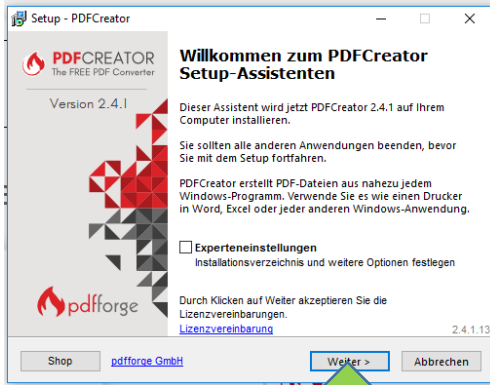 Setup - PDFCreator
PDFCREATOR
The FREE PDF Converter
Version 2.4.1
Willkommen zum PDFCreator
Setup-Assistenten
Dieser Assistent wird jetzt PDFCreator 2.4.1 auf Ihrem
Computer installieren.
Sie sollten alle anderen Anwendungen beenden, bevor
Sie mit dem Setup fortfahren.
PDFCreator erstellt PDF-Dateien aus nahezu jedem
Windows-Programm. Verwende Sie es wie einen Drucker
in Word, Excel oder jeder anderen Windows-Anwendung.
Experteneinstellungen
Installationsverzeichnis und weitere Optionen festlegen
pdfforge
Durch Klicken auf Weiter akzeptieren Sie die
Lizenzvereinbarungen.
Lizenzvereinbarung
2.4.1.13
Shop
pdfforge GmbH
Weiter >
Abbrechen